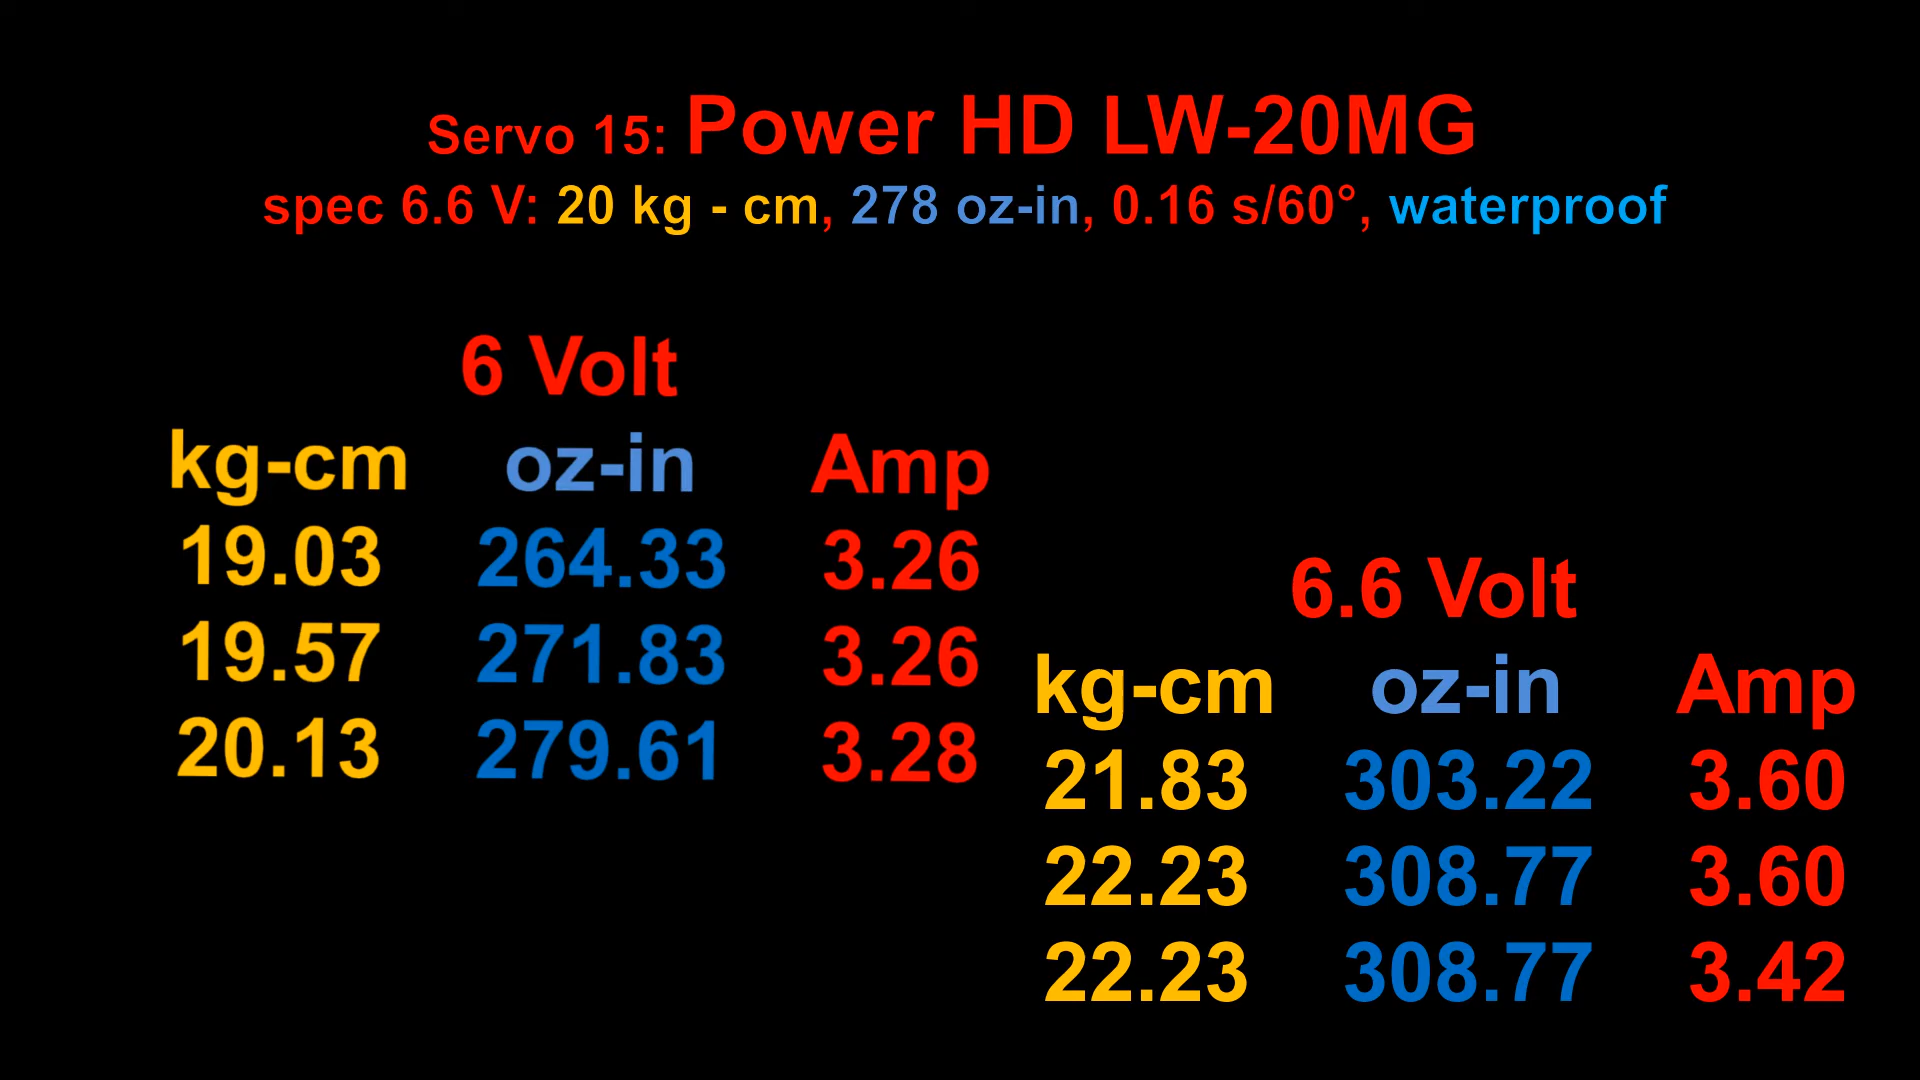 Servo 15: Power HD LW-20MG
spec 6.6 V: 20 kg - cm, 278 oz-in, 0.16 s/60°, waterproof
6 Volt
kg-cm oz-in Amp
19.03 264.33 3.26
19.57 271.83 3.26
20.13 279.61 3.28
6.6 Volt
kg-cm oz-in Amp
21.83 303.22 3.60
22.23 308.77 3.60
22.23 308.77 3.42